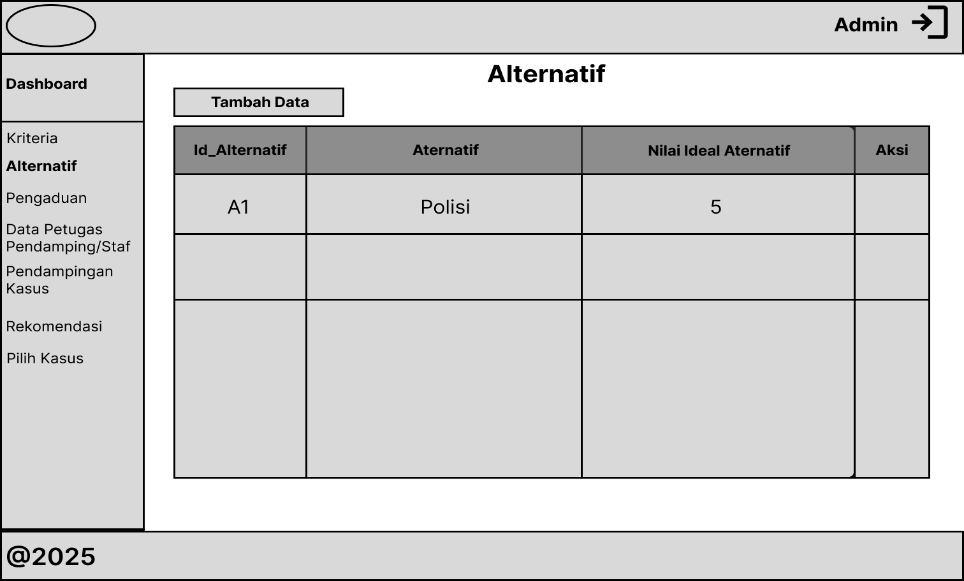 Admin
Dashboard
Kriteria
Alternatif
Pengaduan
Data Petugas
Pendamping/Staf
Pendampingan
Kasus
Rekomendasi
Pilih Kasus
Alternatif
Tambah Data
Id_Alternatif Aternatif Nilai Ideal Aternatif Aksi
A1 Polisi 5
@2025